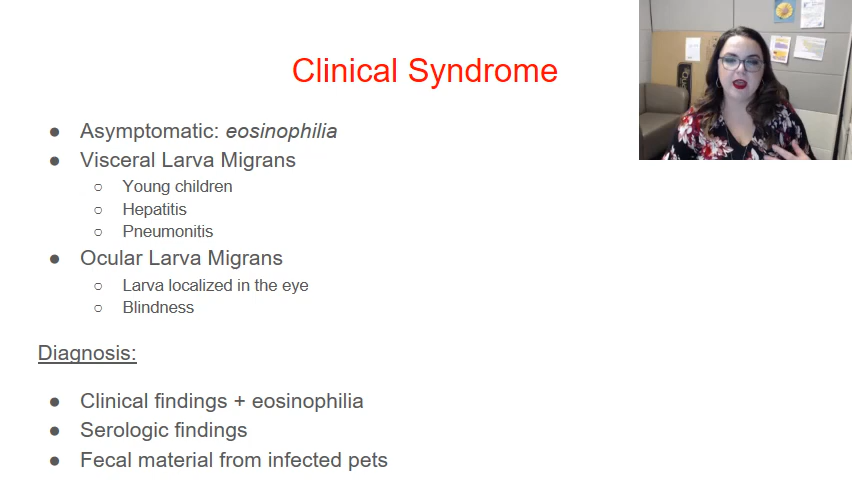 Clinical Syndrome
● Asymptomatic: eosinophilia
● Visceral Larva Migrans
○ Young children
○ Hepatitis
○ Pneumonitis
● Ocular Larva Migrans
○ Larva localized in the eye
○ Blindness
Diagnosis:
● Clinical findings + eosinophilia
● Serologic findings
● Fecal material from infected pets